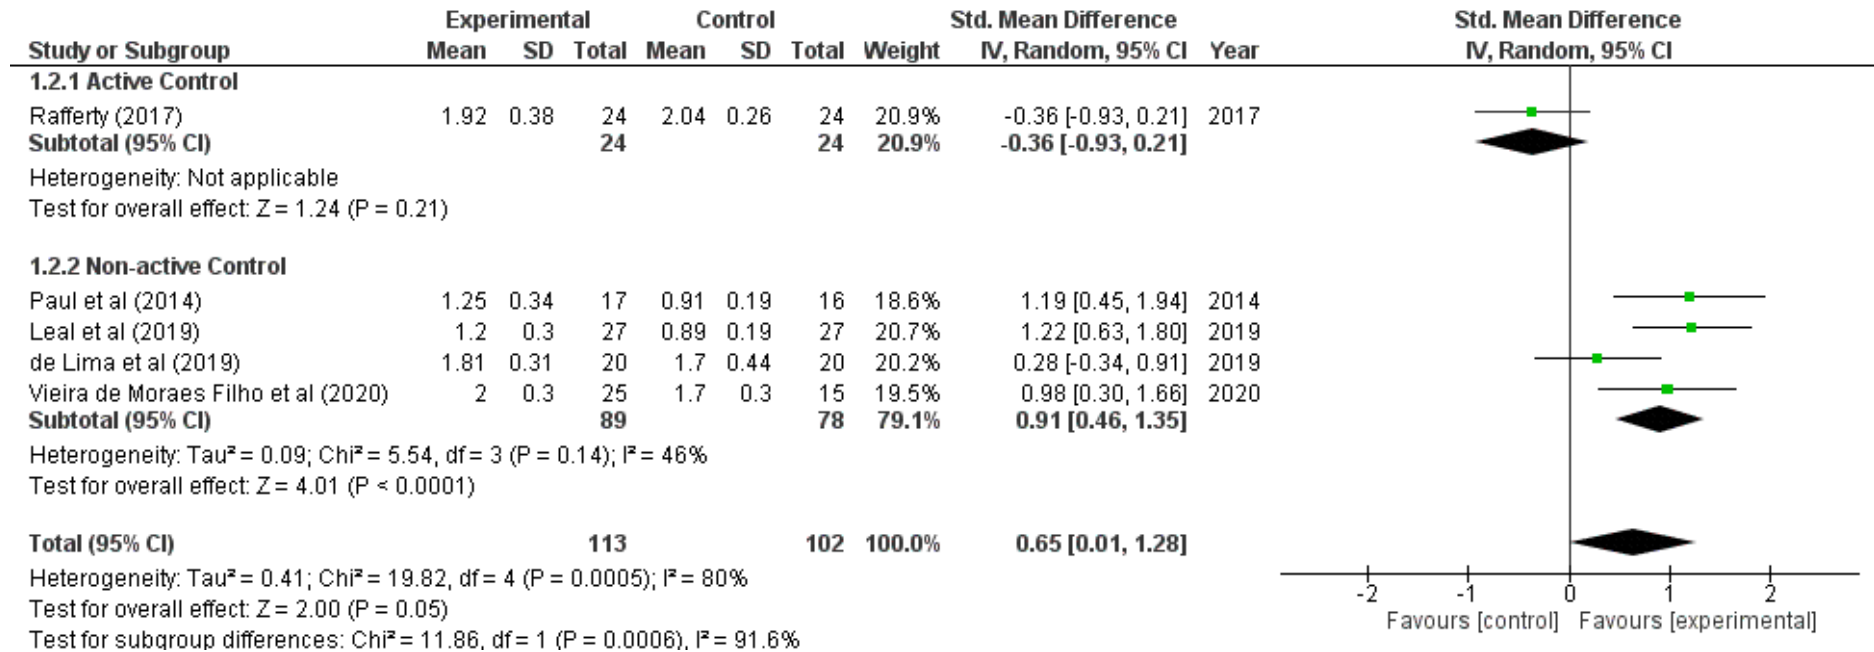 Experimental Control Std. Mean Difference Std. Mean Difference
Study or Subgroup Mean SD Total Mean SD Total Weight IV, Random, 95% CI Year IV, Random, 95% CI
1.2.1 Active Control
Rafferty (2017) 1.92 0.38 24 2.04 0.26 24 20.9% -0.36 [-0.93, 0.21] 2017
Subtotal (95% CI) 24 24 20.9% -0.36 [-0.93, 0.21]
Heterogeneity: Not applicable
Test for overall effect: Z = 1.24 (P = 0.21)
1.2.2 Non-active Control
Paul et al (2014) 1.25 0.34 17 0.91 0.19 16 18.6% 1.19 [0.45, 1.94] 2014
Leal et al (2019) 1.2 0.3 27 0.89 0.19 27 20.7% 1.22 [0.63, 1.80] 2019
de Lima et al (2019) 1.81 0.31 20 1.7 0.44 20 20.2% 0.28 [-0.34, 0.91] 2019
Vieira de Moraes Filho et al (2020) 2 0.3 25 1.7 0.3 15 19.5% 0.98 [0.30, 1.66] 2020
Subtotal (95% CI) 89 78 79.1% 0.91 [0.46, 1.35]
Heterogeneity: Tau² = 0.09; Chi² = 5.54, df = 3 (P = 0.14); I² = 46%
Test for overall effect: Z = 4.01 (P < 0.0001)
Total (95% CI) 113 102 100.0% 0.65 [0.01, 1.28]
Heterogeneity: Tau² = 0.41; Chi² = 19.82, df = 4 (P = 0.0005); I² = 80%
Test for overall effect: Z = 2.00 (P = 0.05)
Test for subgroup differences: Chi² = 11.86, df = 1 (P = 0.0006), I² = 91.6%
-2 -1 0 1 2
Favours [control] Favours [experimental]